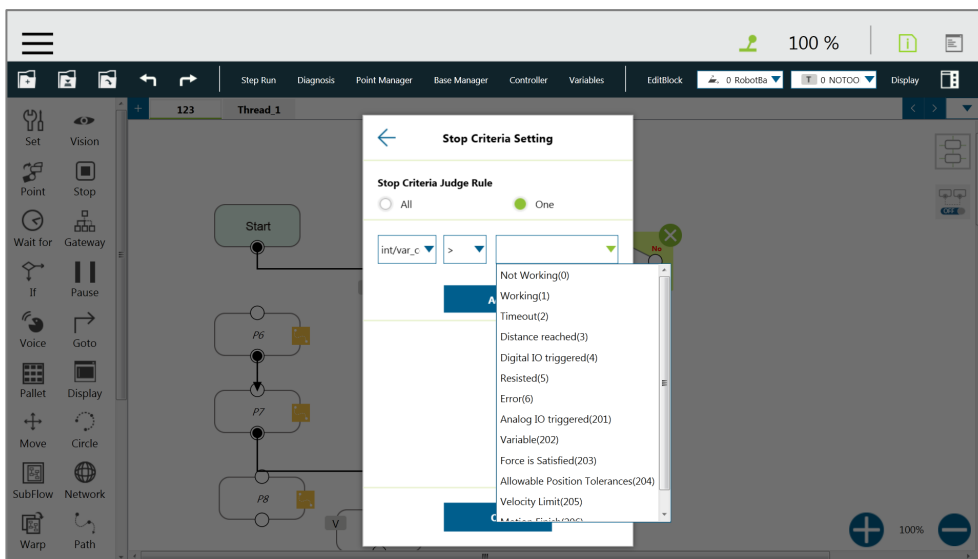 100 %
Step Run Diagnosis Point Manager Base Manager Controller Variables EditBlock 0 RobotBa T 0 NOTOO Display
+ 123 Thread_1
Set Vision
Point Stop
Wait for Gateway
If Pause
Voice Goto
Pallet Display
Move Circle
SubFlow Network
Warp Path
Start
P6
P7
P8
V
No
OFF
Stop Criteria Setting
Stop Criteria Judge Rule
All One
int/var_c >
Not Working(0)
Working(1)
Timeout(2)
Distance reached(3)
Digital IO triggered(4)
Resisted(5)
Error(6)
Analog IO triggered(201)
Variable(202)
Force is Satisfied(203)
Allowable Position Tolerances(204)
Velocity Limit(205)
Motion Finish(206)
100%